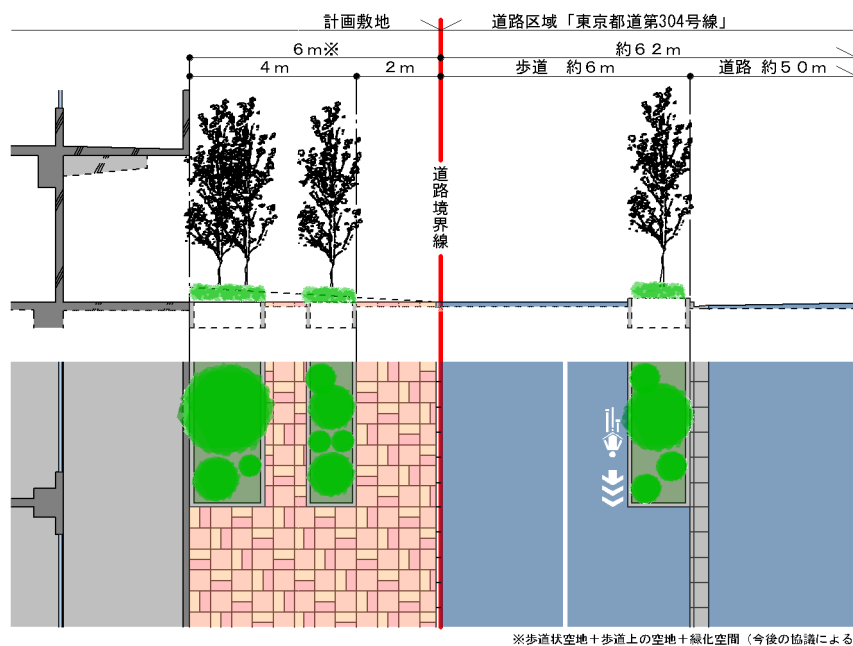 計画敷地
道路区域「東京都道第304号線」
6m※
約62m
4m
2m
歩道 約6m
道路 約50m
道路境界線
※歩道状空地＋歩道上の空地＋緑化空間（今後の協議による